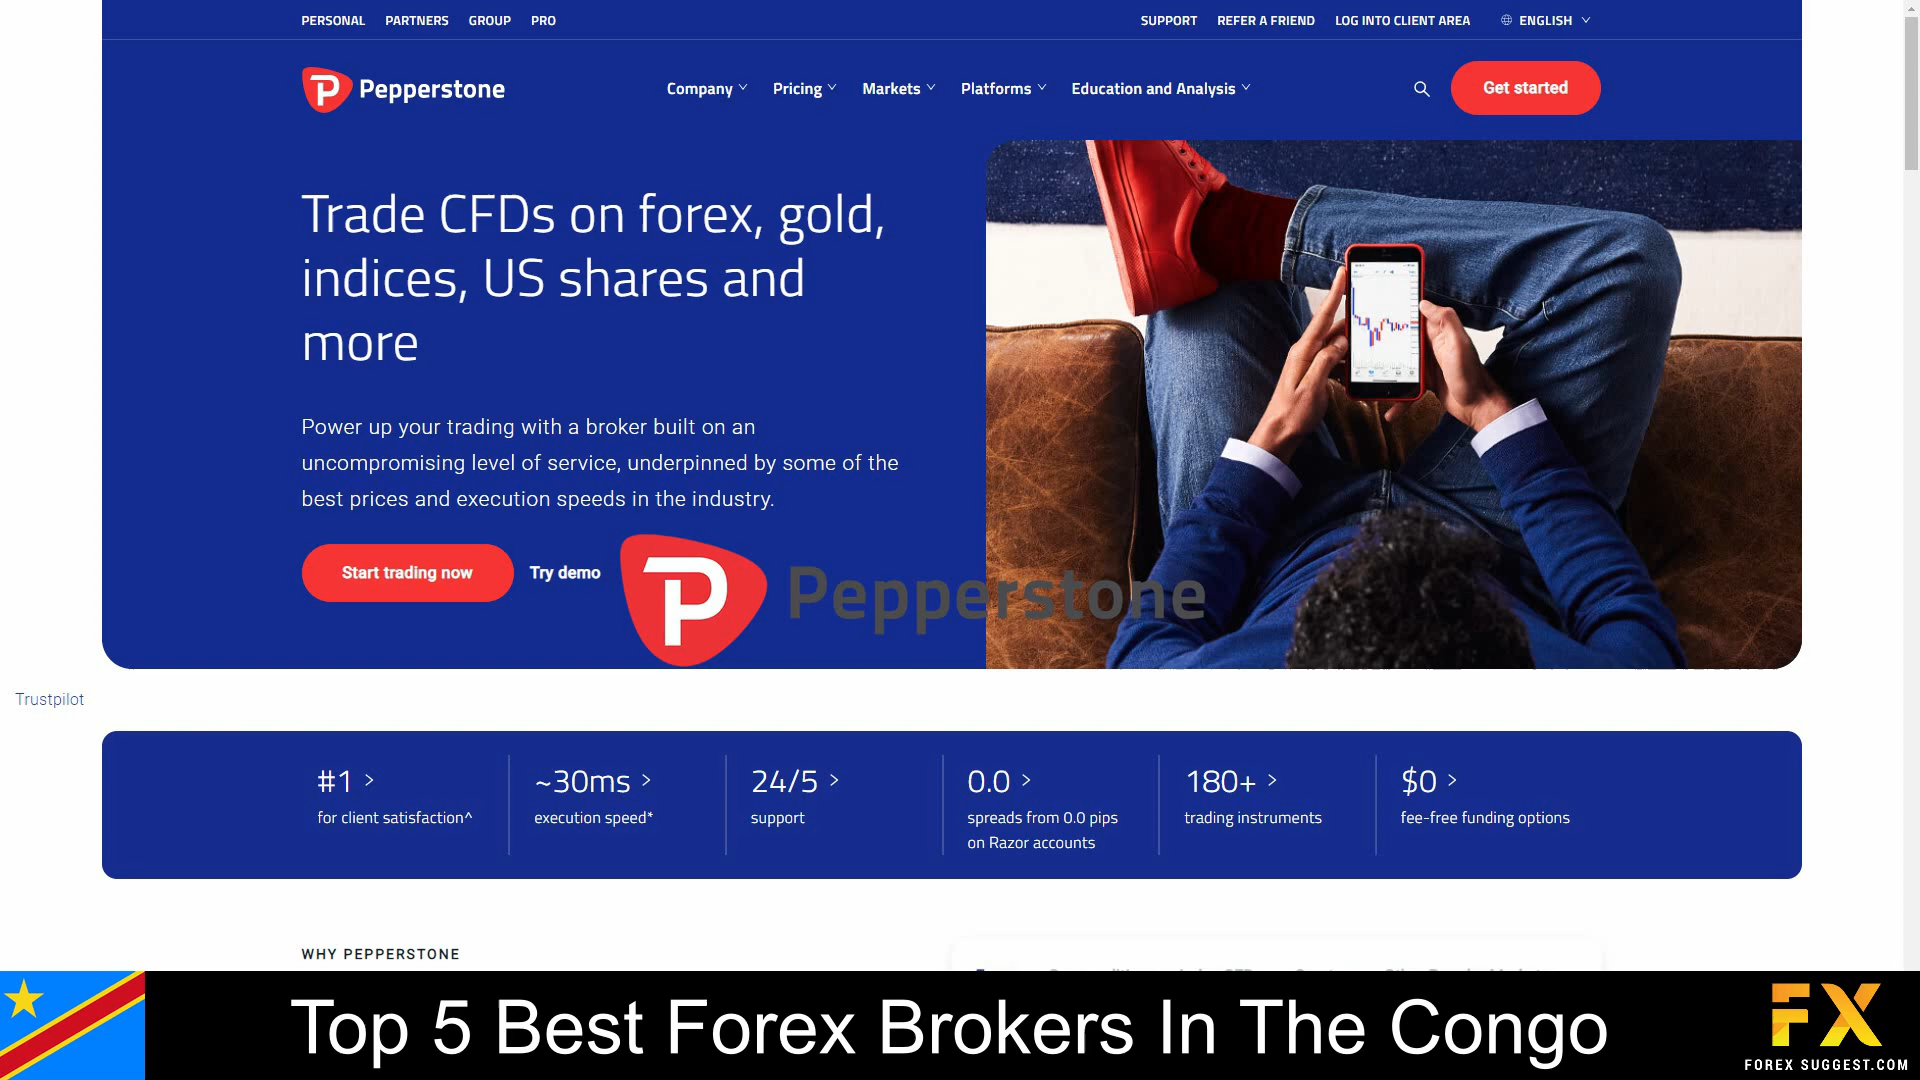 PERSONAL PARTNERS GROUP PRO SUPPORT REFER A FRIEND LOG INTO CLIENT AREA ENGLISH
Pepperstone Company Pricing Markets Platforms Education and Analysis Get started
Trade CFDs on forex, gold,
indices, US shares and
more
Power up your trading with a broker built on an
uncompromising level of service, underpinned by some of the
best prices and execution speeds in the industry.
Start trading now Try demo
Pepperstone
Trustpilot
#1 >
for client satisfaction^
~30ms >
execution speed*
24/5 >
support
0.0 >
spreads from 0.0 pips
on Razor accounts
180+ >
trading instruments
$0 >
fee-free funding options
WHY PEPPERSTONE
Top 5 Best Forex Brokers In The Congo
FX
FOREX SUGGEST.COM